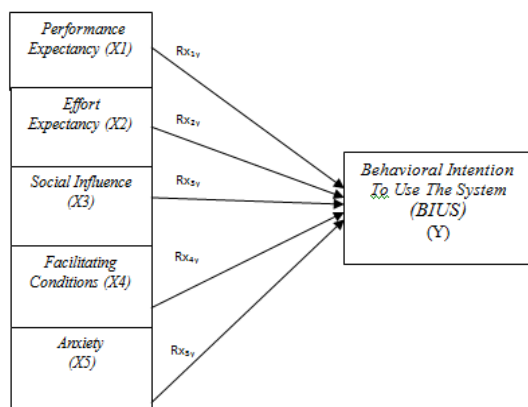 Performance
Expectancy (X1)
Rx1y
Effort
Expectancy (X2)
Rx2y
Social Influence
(X3)
Rx3y
Facilitating
Conditions (X4)
Rx4y
Anxiety
(X5)
Rx5y
Behavioral Intention
To Use The System
(BIUS)
(Y)